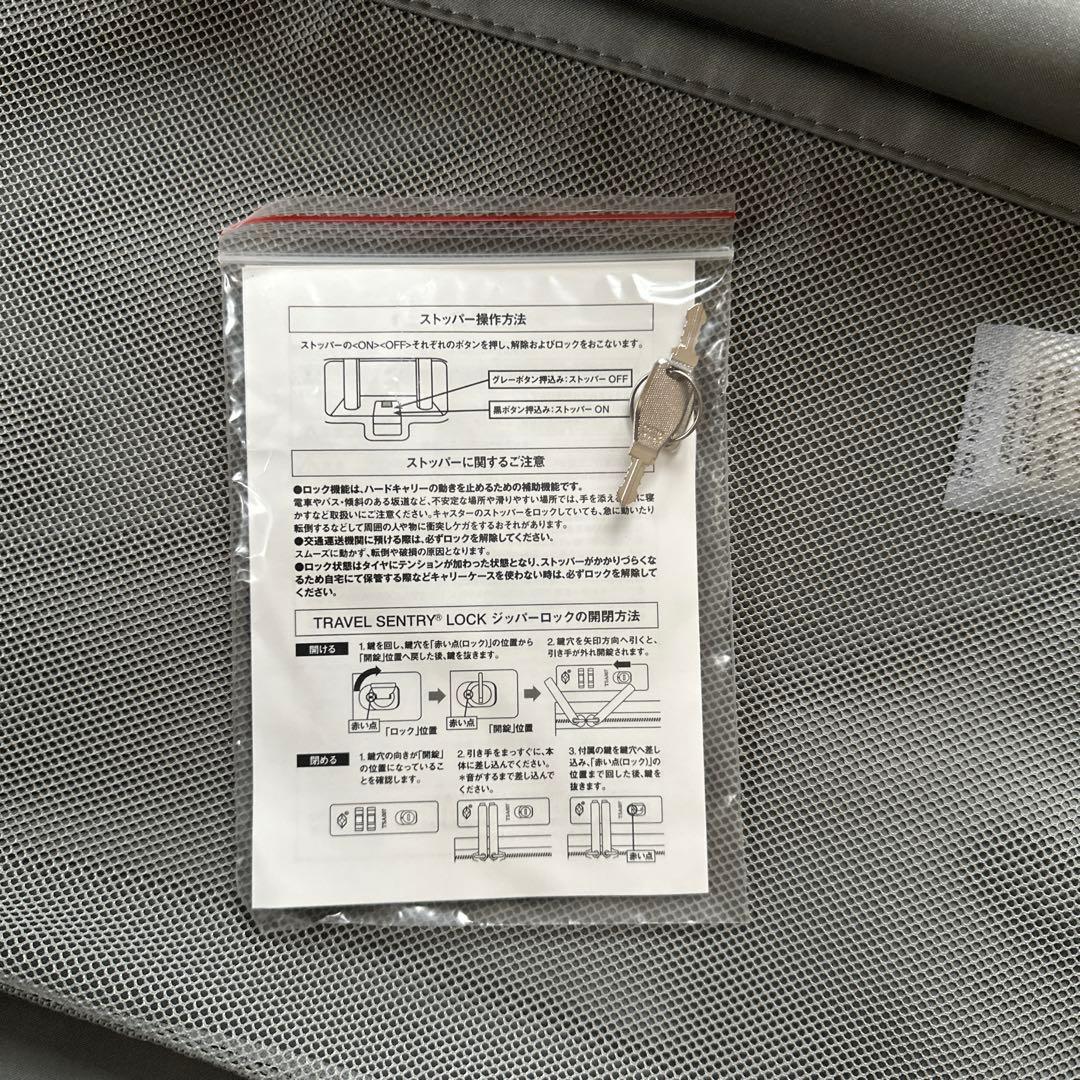 ストッパー操作方法
ストッパーの<ON><OFF>それぞれのボタンを押し、解除およびロックをおこないます。
グレーボタン押込み:ストッパー OFF
黒ボタン押込み:ストッパー ON
ストッパーに関するご注意
●ロック機能は、ハードキャリーの動きを止めるための補助機能です。
電車やバス・傾斜のある坂道など、不安定な場所や滑りやすい場所では、手を添え に寝
かすなど取扱いにご注意ください。キャスターのストッパーをロックしていても、急に動いたり
転倒するなどして周囲の人や物に衝突しケガをするおそれがあります。
●交通運送機関に預ける際は、必ずロックを解除してください。
スムーズに動かず、転倒や破損の原因となります。
●ロック状態はタイヤにテンションが加わった状態となり、ストッパーがかかりづらくな
るため自宅にて保管する際などキャリーケースを使わない時は、必ずロックを解除して
ください。
TRAVEL SENTRY® LOCK ジッパーロックの開閉方法
開ける
1. 鍵を回し、鍵穴を「赤い点(ロック)」の位置から
「開錠」位置へ戻した後、鍵を抜きます。
2. 鍵穴を矢印方向へ引くと、
引き手が外れ開錠されます。
赤い点
「ロック」位置
赤い点
「開錠」位置
TSA007
閉める
1. 鍵穴の向きが「開錠」
の位置になっているこ
とを確認します。
2. 引き手をまっすぐに、本
体に差し込んでください。
*音がするまで差し込んで
ください。
3. 付属の鍵を鍵穴へ差し
込み、「赤い点(ロック)」の
位置まで回した後、鍵を
抜きます。
TSA007
TSA007
TSA007
赤い点